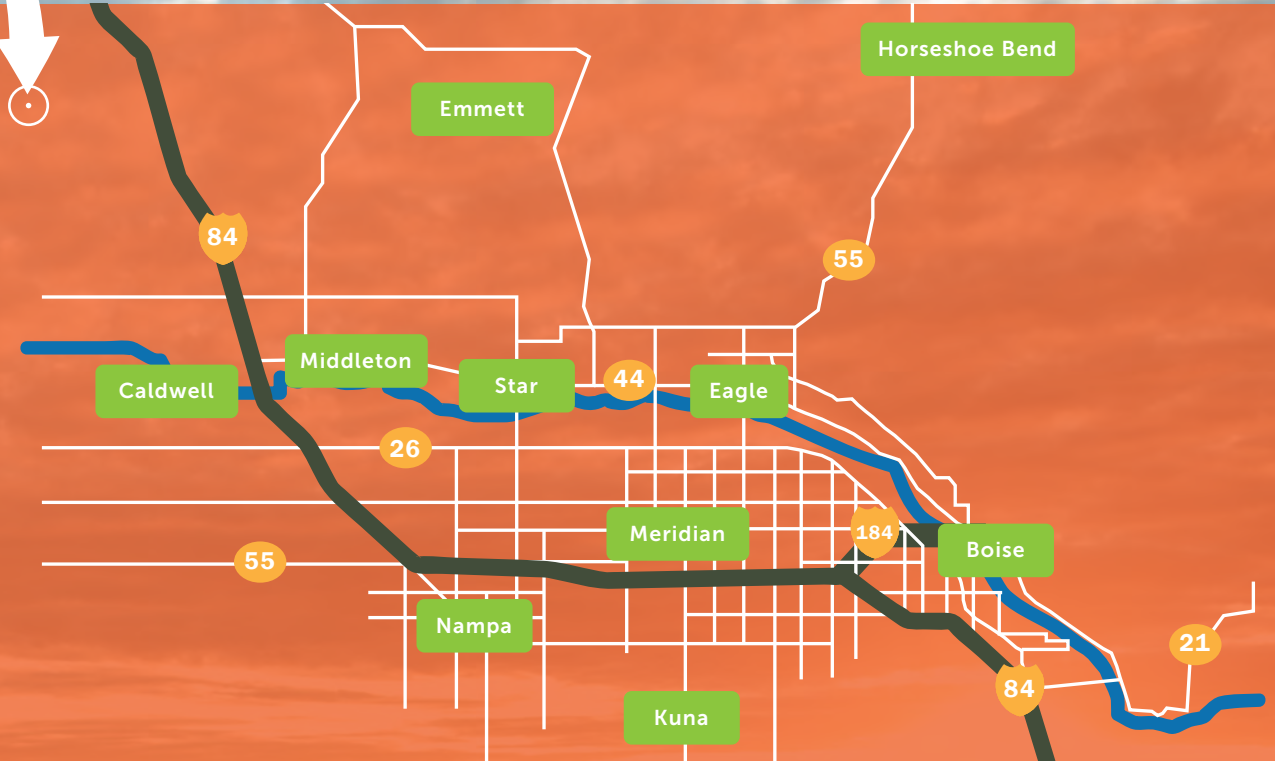 Horseshoe Bend
Emmett
84
55
Middleton
Caldwell
Star
44
Eagle
26
Meridian
184
Boise
55
Nampa
21
84
Kuna